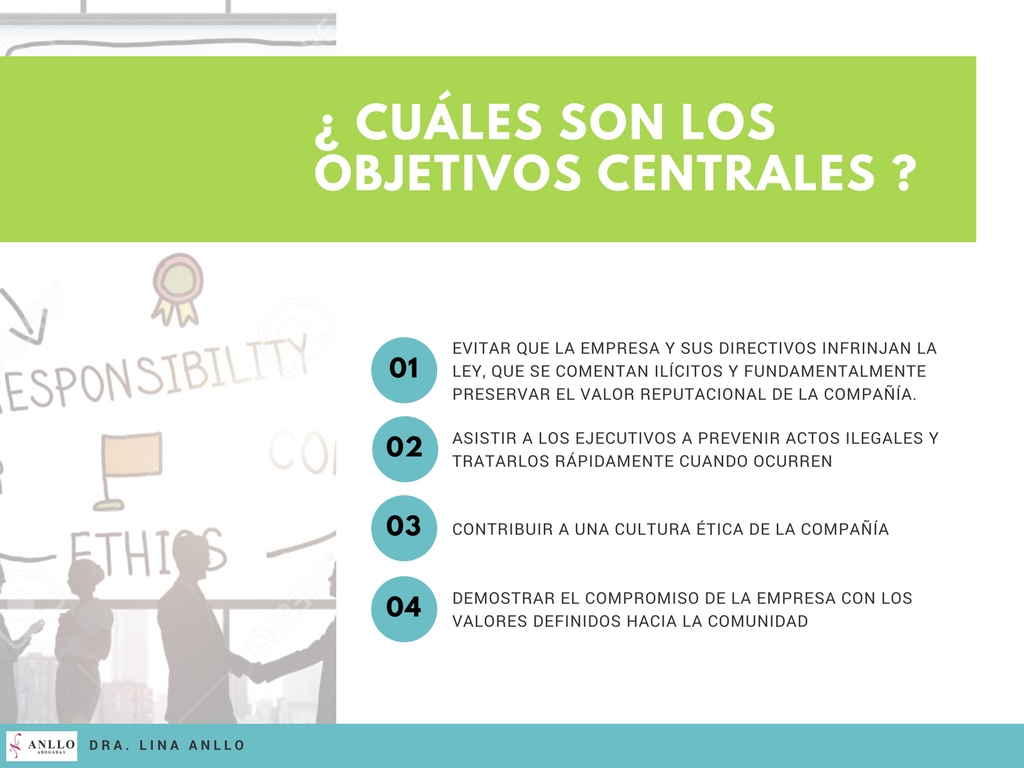 ¿ CUÁLES SON LOS
OBJETIVOS CENTRALES ?
RESPONSIBILITY
ETHICS
01
EVITAR QUE LA EMPRESA Y SUS DIRECTIVOS INFRINJAN LA
LEY, QUE SE COMENTAN ILÍCITOS Y FUNDAMENTALMENTE
PRESERVAR EL VALOR REPUTACIONAL DE LA COMPAÑÍA.
02
ASISTIR A LOS EJECUTIVOS A PREVENIR ACTOS ILEGALES Y
TRATARLOS RÁPIDAMENTE CUANDO OCURREN
03
CONTRIBUIR A UNA CULTURA ÉTICA DE LA COMPAÑÍA
04
DEMOSTRAR EL COMPROMISO DE LA EMPRESA CON LOS
VALORES DEFINIDOS HACIA LA COMUNIDAD
ANLLO
ABOGADAS
DRA. LINA ANLLO